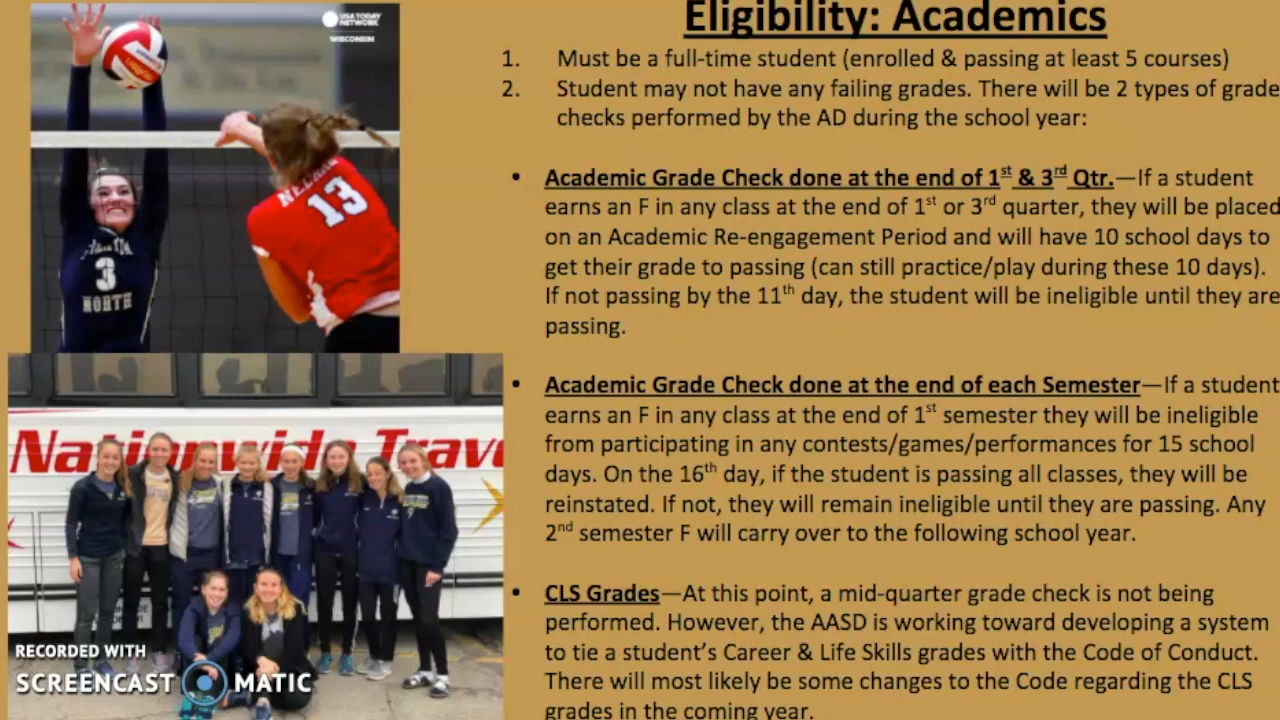 Eligibility: Academics
1. Must be a full-time student (enrolled & passing at least 5 courses)
2. Student may not have any failing grades. There will be 2 types of grade
checks performed by the AD during the school year:
• Academic Grade Check done at the end of 1st & 3rd Qtr.—If a student
earns an F in any class at the end of 1st or 3rd quarter, they will be placed
on an Academic Re-engagement Period and will have 10 school days to
get their grade to passing (can still practice/play during these 10 days).
If not passing by the 11th day, the student will be ineligible until they are
passing.
• Academic Grade Check done at the end of each Semester—If a student
earns an F in any class at the end of 1st semester they will be ineligible
from participating in any contests/games/performances for 15 school
days. On the 16th day, if the student is passing all classes, they will be
reinstated. If not, they will remain ineligible until they are passing. Any
2nd semester F will carry over to the following school year.
• CLS Grades—At this point, a mid-quarter grade check is not being
performed. However, the AASD is working toward developing a system
to tie a student's Career & Life Skills grades with the Code of Conduct.
There will most likely be some changes to the Code regarding the CLS
grades in the coming year.
USA TODAY
NETWORK
WISCONSIN
13
3
NORTH
Nationwide Trave
RECORDED WITH
SCREENCAST MATIC